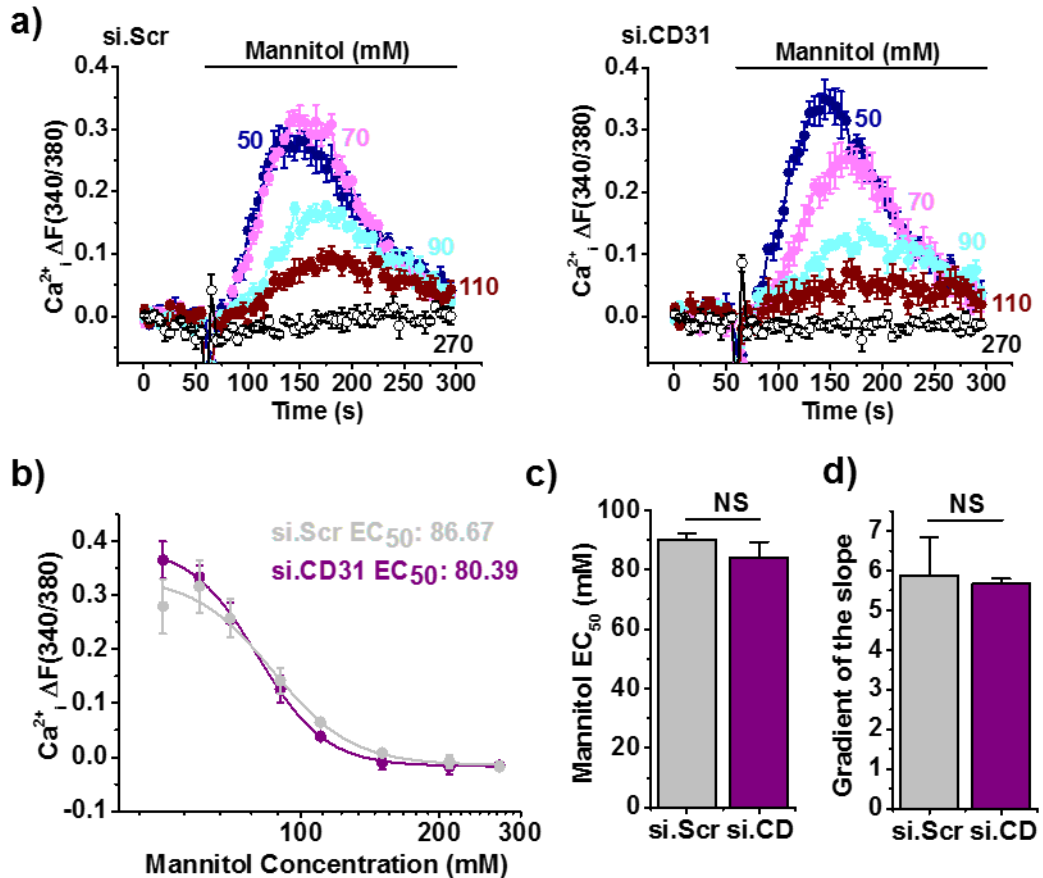 a)
si.Scr
Mannitol (mM)
0.4
0.3
0.2
0.1
0.0
Ca²⁺ᵢ ΔF(340/380)
50
70
90
110
270
0 50 100 150 200 250 300
Time (s)
si.CD31
Mannitol (mM)
0.4
0.3
0.2
0.1
0.0
Ca²⁺ᵢ ΔF(340/380)
50
70
90
110
270
0 50 100 150 200 250 300
Time (s)
b)
si.Scr EC₅₀: 86.67
si.CD31 EC₅₀: 80.39
0.4
0.3
0.2
0.1
0.0
-0.1
Ca²⁺ᵢ ΔF(340/380)
100 200 300
Mannitol Concentration (mM)
c)
NS
100
80
60
40
20
0
Mannitol EC₅₀ (mM)
si.Scr si.CD
d)
NS
7
6
5
4
3
2
1
0
Gradient of the slope
si.Scr si.CD